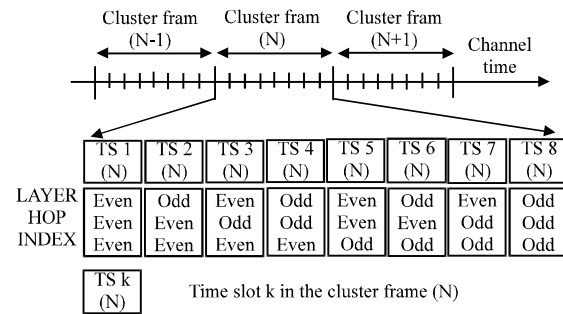 Cluster fram Cluster fram Cluster fram
(N-1) (N) (N+1) Channel
time
TS 1 TS 2 TS 3 TS 4 TS 5 TS 6 TS 7 TS 8
(N) (N) (N) (N) (N) (N) (N) (N)
LAYER Even Odd Even Odd Even Odd Even Odd
HOP Even Even Odd Odd Even Even Odd Odd
INDEX Even Even Even Even Odd Odd Odd Odd
TS k
(N) Time slot k in the cluster frame (N)